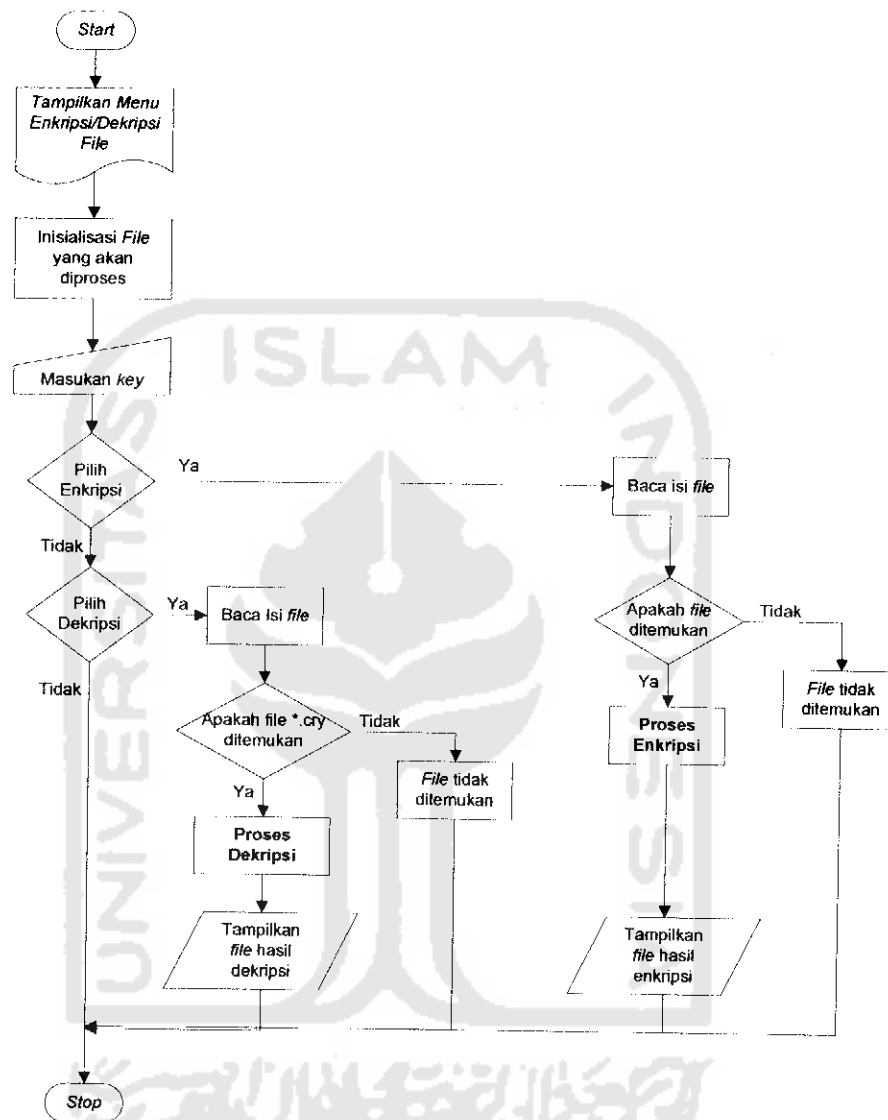 Start
Tampilkan Menu
Enkripsi/Dekripsi
File
Inisialisasi File
yang akan
diproses
Masukan key
Pilih
Enkripsi
Ya
Tidak
Baca isi file
Apakah file
ditemukan
Tidak
Ya
File tidak
ditemukan
Proses
Enkripsi
Tampilkan
file hasil
enkripsi
Pilih
Dekripsi
Ya
Tidak
Baca Isi file
Apakah file *.cry
ditemukan
Tidak
Ya
File tidak
ditemukan
Proses
Dekripsi
Tampilkan
file hasil
dekripsi
Stop
UNIVERSITAS
ISLAM
INDONESIA